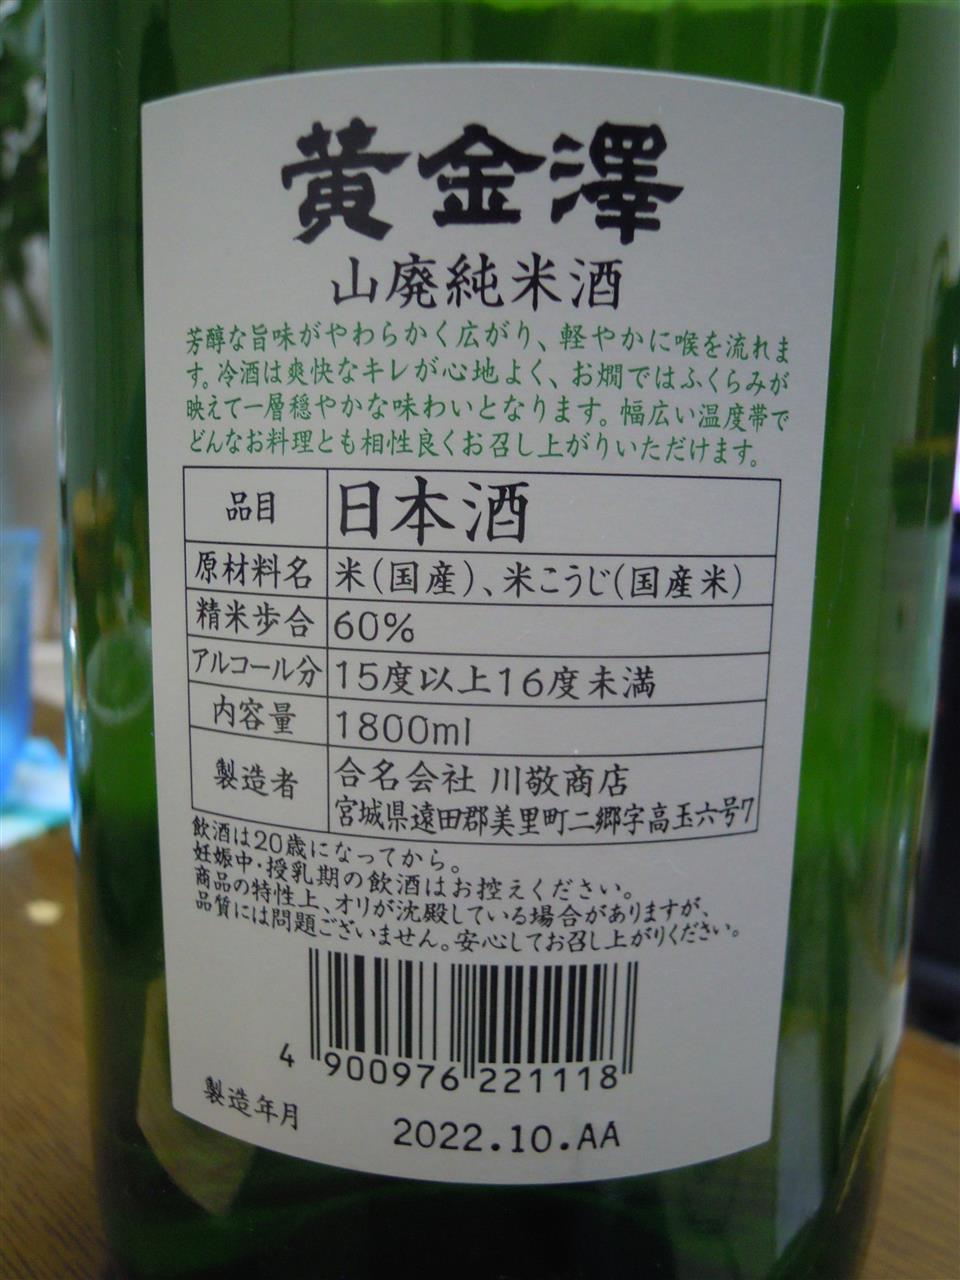 黄金澤
山廃純米酒
芳醇な旨味がやわらかく広がり、軽やかに喉を流れま
す。冷酒は爽快なキレが心地よく、お燗ではふくらみが
映えて一層穏やかな味わいとなります。幅広い温度帯で
どんなお料理とも相性良くお召し上がりいただけます。
品目 日本酒
原材料名 米(国産)、米こうじ(国産米)
精米歩合 60%
アルコール分 15度以上16度未満
内容量 1800ml
製造者 合名会社 川敬商店
宮城県遠田郡美里町二郷字高玉六号7
飲酒は20歳になってから。
妊娠中・授乳期の飲酒はお控えください。
商品の特性上、オリが沈殿している場合がありますが、
品質には問題ございません。安心してお召し上がりください。
4 900976 221118
製造年月 2022.10.AA